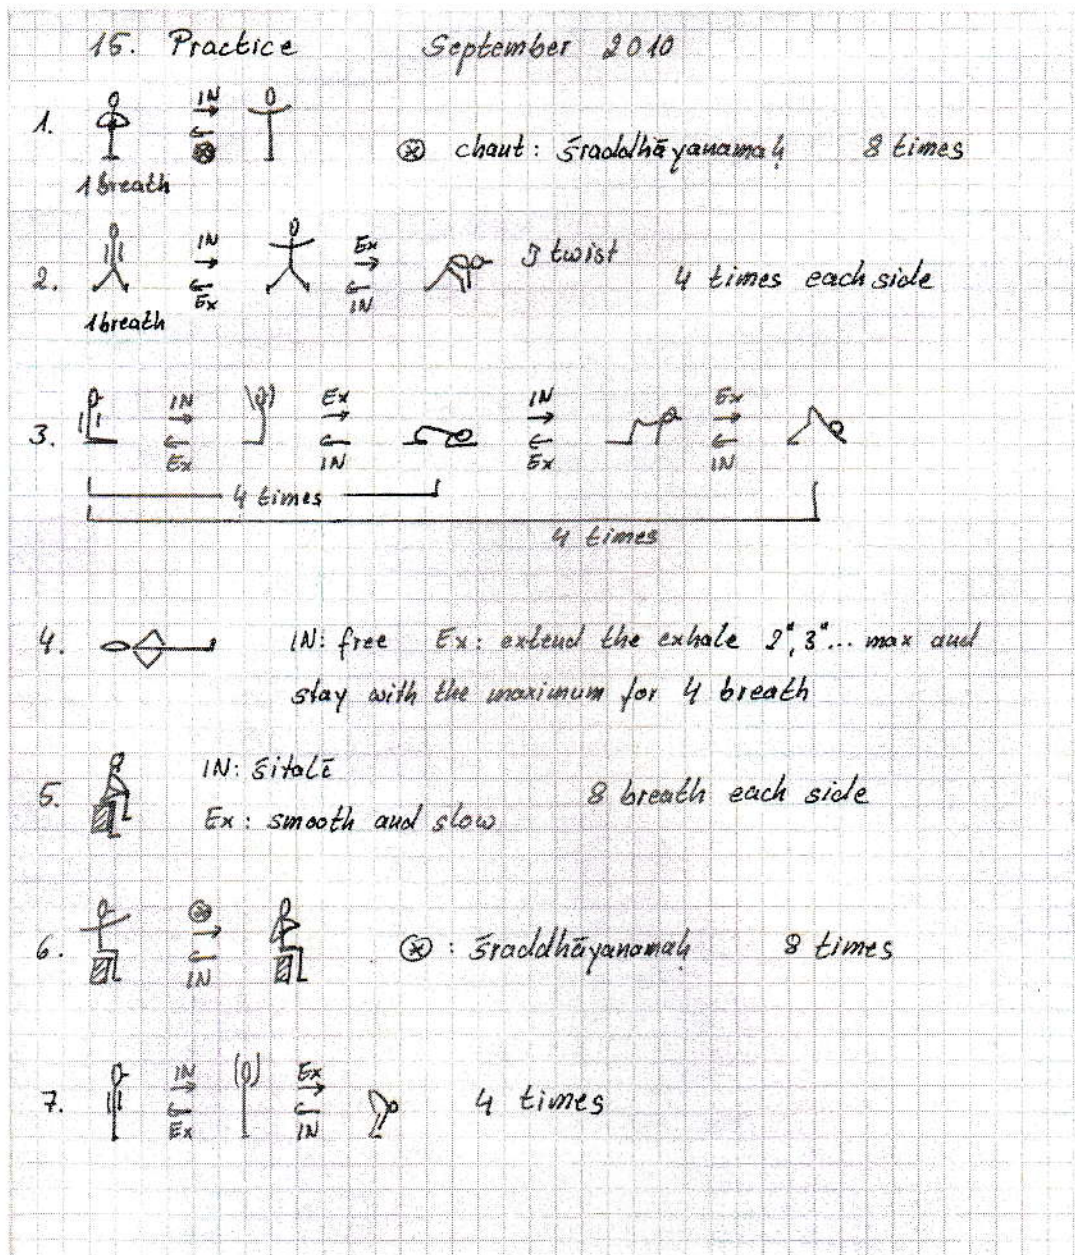 15. Practice September 2010
1. IN ⊗ chant: śraddhāyanamaḥ 8 times
1 breath
2. IN Ex Ex IN twist 4 times each side
1 breath
3. IN Ex IN Ex
Ex IN Ex IN
4 times
4 times
4. IN: free Ex: extend the exhale 2", 3"... max and
stay with the maximum for 4 breath
5. IN: śitalī 8 breath each side
Ex: smooth and slow
6. ⊗ IN ⊗: śraddhāyanamaḥ 8 times
7. IN Ex 4 times
Ex IN